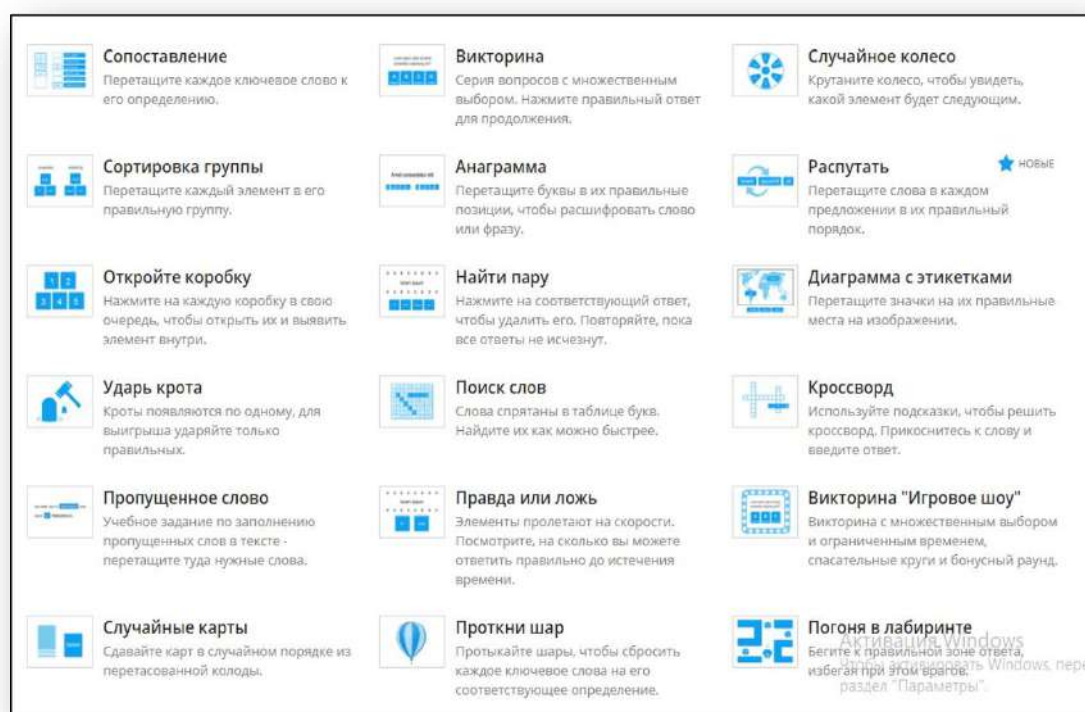 Сопоставление
Перетащите каждое ключевое слово к
его определению.
Викторина
Серия вопросов с множественным
выбором. Нажмите правильный ответ
для продолжения.
Случайное колесо
Крутаните колесо, чтобы увидеть,
какой элемент будет следующим.
Сортировка группы
Перетащите каждый элемент в его
правильную группу.
Анаграмма
Перетащите буквы в их правильные
позиции, чтобы расшифровать слово
или фразу.
Распутать
НОВЫЕ
Перетащите слова в каждом
предложении в их правильный
порядок.
Откройте коробку
Нажмите на каждую коробку в свою
очередь, чтобы открыть их и выявить
элемент внутри.
Найти пару
Нажмите на соответствующий ответ,
чтобы удалить его. Повторяйте, пока
все ответы не исчезнут.
Диаграмма с этикетками
Перетащите значки на их правильные
места на изображении.
Ударь крота
Кроты появляются по одному, для
выигрыша ударяйте только
правильных.
Поиск слов
Слова спрятаны в таблице букв.
Найдите их как можно быстрее.
Кроссворд
Используйте подсказки, чтобы решить
кроссворд. Прикоснитесь к слову и
введите ответ.
Пропущенное слово
Учебное задание по заполнению
пропущенных слов в тексте -
перетащите туда нужные слова.
Правда или ложь
Элементы пролетают на скорости.
Посмотрите, на сколько вы можете
ответить правильно до истечения
времени.
Викторина "Игровое шоу"
Викторина с множественным выбором
и ограниченным временем,
спасательные круги и бонусный раунд.
Случайные карты
Сдавайте карт в случайном порядке из
перетасованной колоды.
Проткни шар
Протыкайте шары, чтобы сбросить
каждое ключевое слова на его
соответствующее определение.
Погоня в лабиринте
Бегите к правильной зоне ответа,
избегая при этом врагов.
Активация Windows
Чтобы активировать Windows, пере
раздел "Параметры".